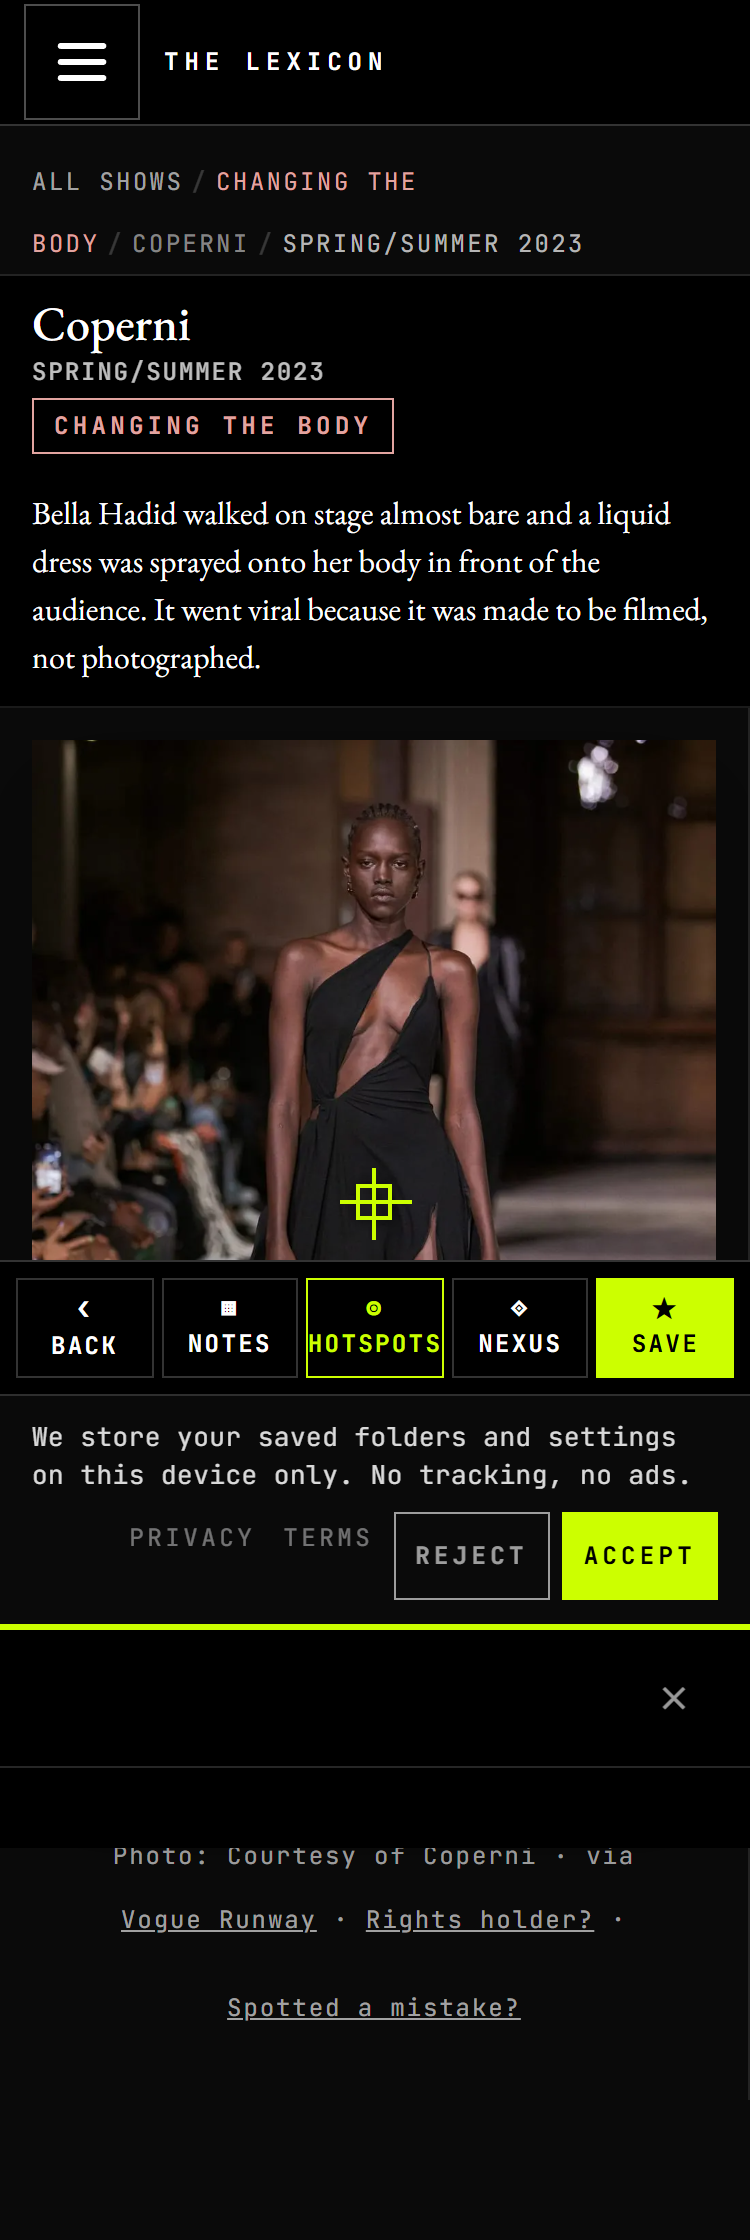 THE LEXICON
ALL SHOWS / CHANGING THE
BODY / COPERNI / SPRING/SUMMER 2023
Coperni
SPRING/SUMMER 2023
CHANGING THE BODY
Bella Hadid walked on stage almost bare and a liquid
dress was sprayed onto her body in front of the
audience. It went viral because it was made to be filmed,
not photographed.
BACK NOTES HOTSPOTS NEXUS SAVE
We store your saved folders and settings
on this device only. No tracking, no ads.
PRIVACY TERMS REJECT ACCEPT
Photo: Courtesy of Coperni · via
Vogue Runway · Rights holder? ·
Spotted a mistake?